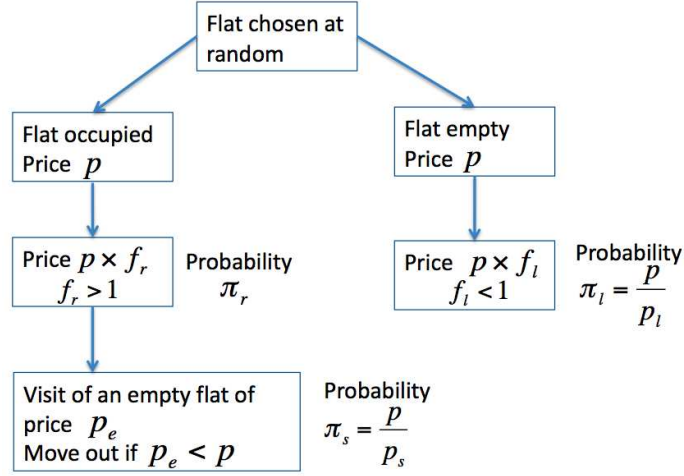 Flat chosen at
random
Flat occupied
Price p
Flat empty
Price p
Price p × f_r
f_r > 1
Probability
π_r
Price p × f_l
f_l < 1
Probability
π_l = p / p_l
Visit of an empty flat of
price p_e
Move out if p_e < p
Probability
π_s = p / p_s